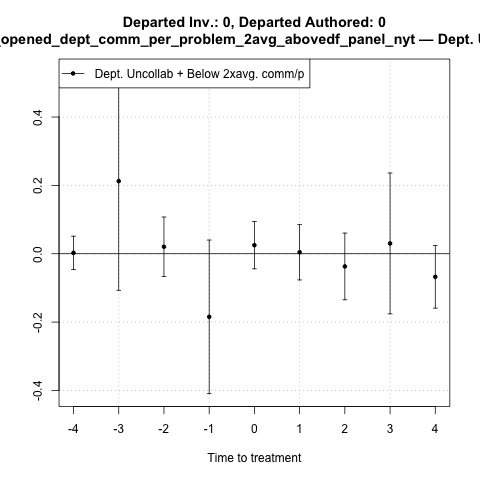 Departed Inv.: 0, Departed Authored: 0
_opened_dept_comm_per_problem_2avg_abovedf_panel_nyt — Dept.
Dept. Uncollab + Below 2xavg. comm/p
0.4
0.2
0.0
-0.2
-0.4
-4 -3 -2 -1 0 1 2 3 4
Time to treatment